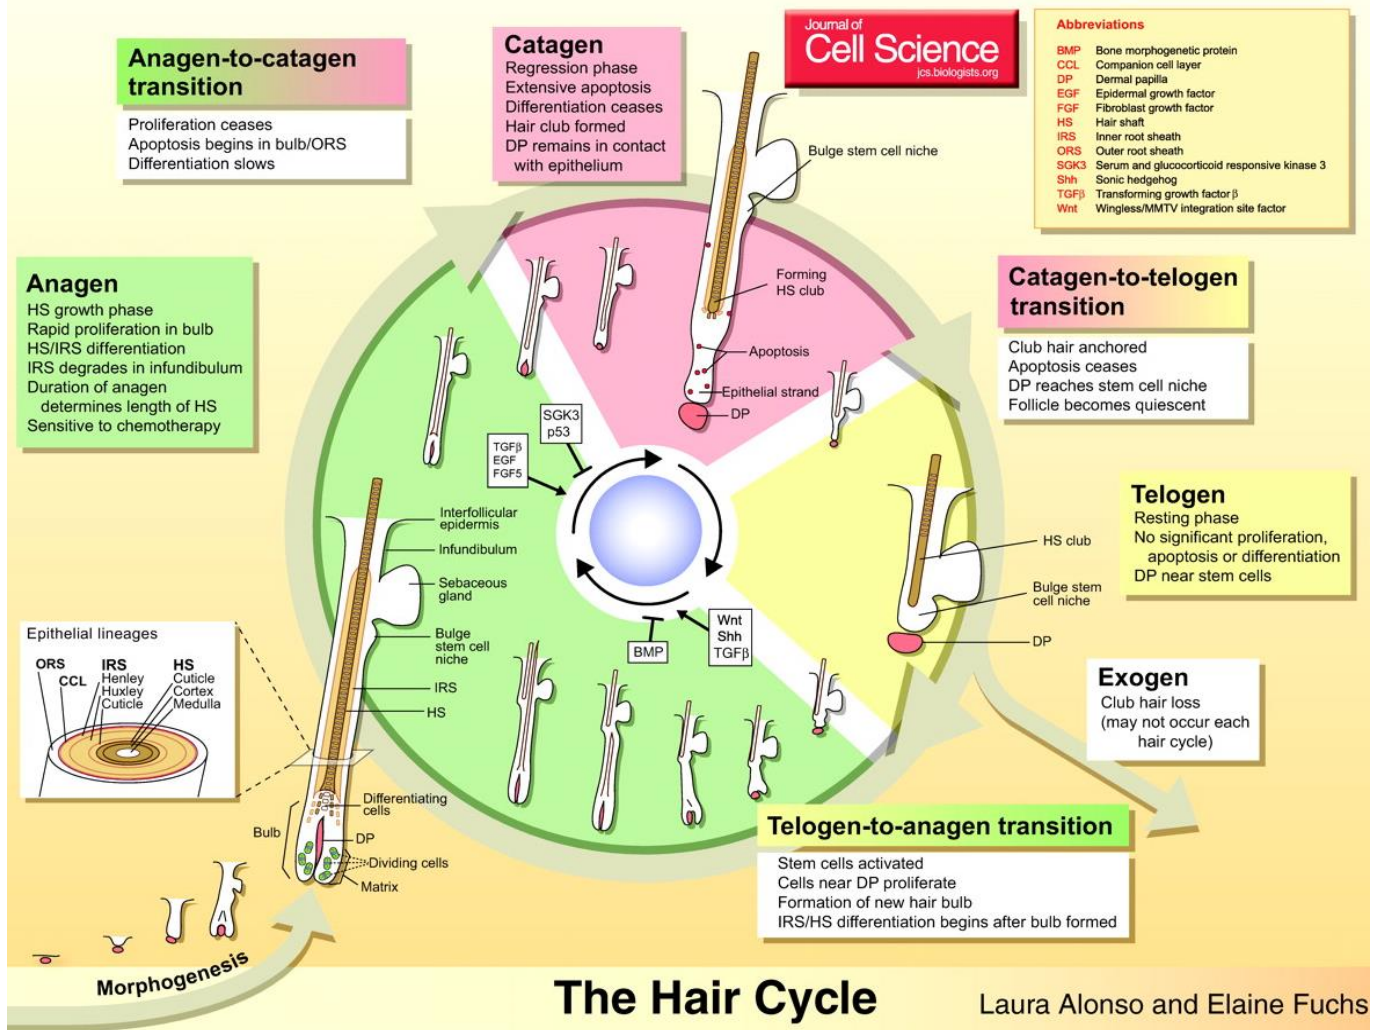 Anagen-to-catagen
transition
Proliferation ceases
Apoptosis begins in bulb/ORS
Differentiation slows
Catagen
Regression phase
Extensive apoptosis
Differentiation ceases
Hair club formed
DP remains in contact
with epithelium
Journal of
Cell Science
jcs.biologists.org
Abbreviations
BMP Bone morphogenetic protein
CCL Companion cell layer
DP Dermal papilla
EGF Epidermal growth factor
FGF Fibroblast growth factor
HS Hair shaft
IRS Inner root sheath
ORS Outer root sheath
SGK3 Serum and glucocorticoid responsive kinase 3
Shh Sonic hedgehog
TGFβ Transforming growth factor β
Wnt Wingless/MMTV integration site factor
Bulge stem cell niche
Forming
HS club
Apoptosis
Epithelial strand
DP
Anagen
HS growth phase
Rapid proliferation in bulb
HS/IRS differentiation
IRS degrades in infundibulum
Duration of anagen
determines length of HS
Sensitive to chemotherapy
Catagen-to-telogen
transition
Club hair anchored
Apoptosis ceases
DP reaches stem cell niche
Follicle becomes quiescent
SGK3
p53
TGFβ
EGF
FGF5
Telogen
Resting phase
No significant proliferation,
apoptosis or differentiation
DP near stem cells
HS club
Bulge stem
cell niche
DP
Interfollicular
epidermis
Infundibulum
Sebaceous
gland
Bulge
stem cell
niche
IRS
HS
BMP
Wnt
Shh
TGFβ
Exogen
Club hair loss
(may not occur each
hair cycle)
Epithelial lineages
ORS
CCL
IRS
Henley
Huxley
Cuticle
HS
Cuticle
Cortex
Medulla
Differentiating
cells
Bulb
DP
Dividing cells
Matrix
Telogen-to-anagen transition
Stem cells activated
Cells near DP proliferate
Formation of new hair bulb
IRS/HS differentiation begins after bulb formed
Morphogenesis
The Hair Cycle
Laura Alonso and Elaine Fuchs